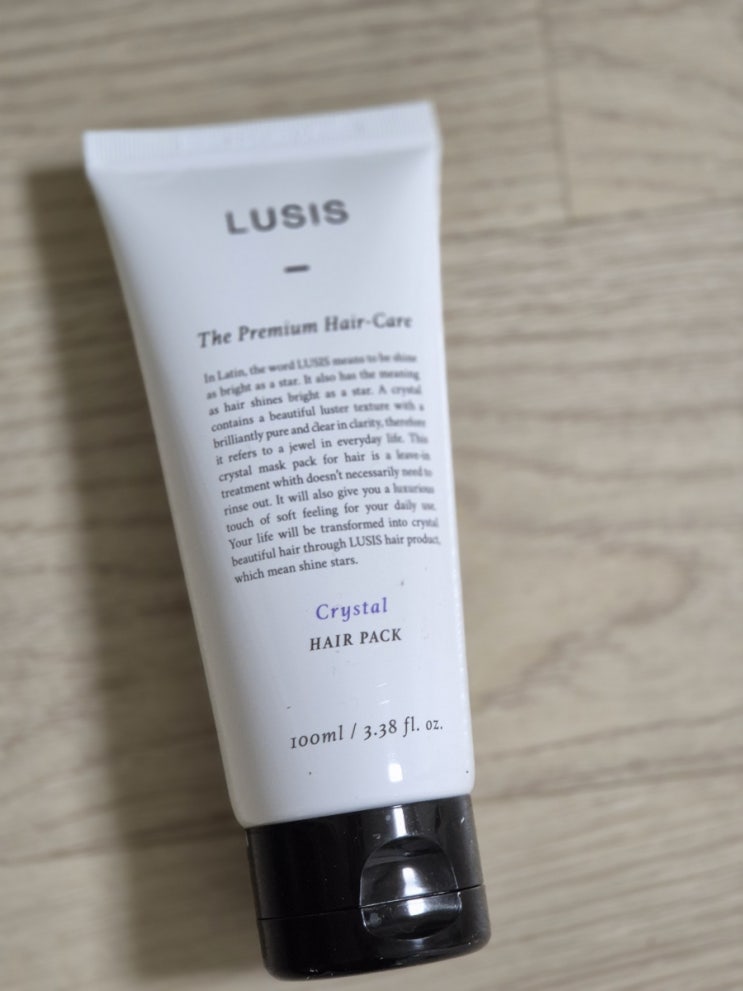 LUSIS
The Premium Hair-Care
In Latin, the word LUSIS means to be shine
as bright as a star. It also has the meaning
as hair shines bright as a star. A crystal
contains a beautiful luster texture with a
brilliantly pure and clear in clarity, therefore
it refers to a jewel in everyday life. This
crystal mask pack for hair is a leave-in
treatment whith doesn't necessarily need to
rinse out. It will also give you a luxurious
touch of soft feeling for your daily use.
Your life will be transformed into crystal
beautiful hair through LUSIS hair product,
which mean shine stars.
Crystal
HAIR PACK
100ml / 3.38 fl. oz.